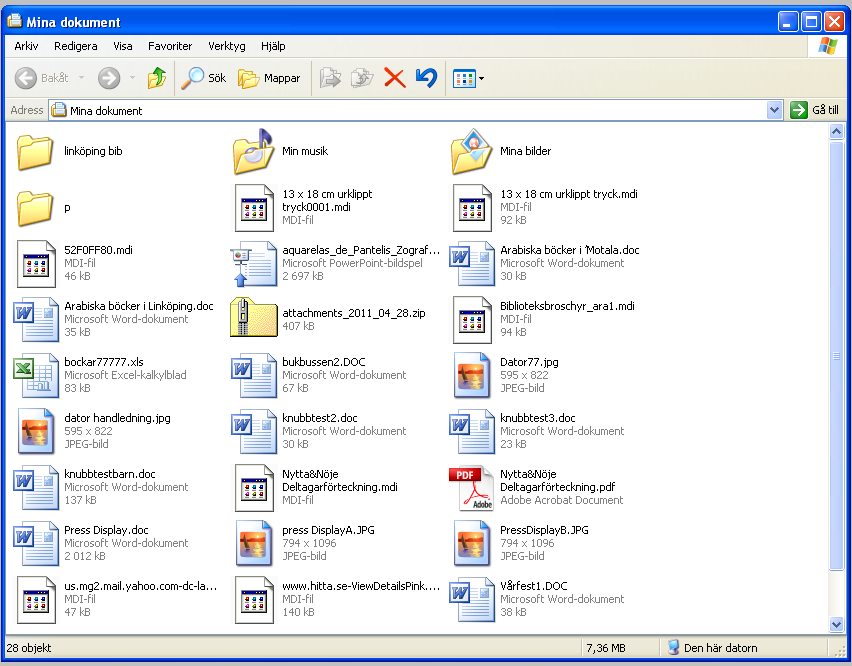 Mina dokument
Arkiv Redigera Visa Favoriter Verktyg Hjälp
Bakåt Sök Mappar
Adress Mina dokument Gå till
linköping bib
Min musik
Mina bilder
p
13 x 18 cm urklippt
tryck0001.mdi
MDI-fil
13 x 18 cm urklippt tryck.mdi
MDI-fil
92 kB
52F0FF80.mdi
MDI-fil
46 kB
aquarelas_de_Pantelis_Zograf...
Microsoft PowerPoint-bildspel
2 697 kB
Arabiska böcker i ´Motala.doc
Microsoft Word-dokument
30 kB
Arabiska böcker i Linköping.doc
Microsoft Word-dokument
35 kB
attachments_2011_04_28.zip
407 kB
Biblioteksbroschyr_ara1.mdi
MDI-fil
94 kB
bockar77777.xls
Microsoft Excel-kalkylblad
83 kB
bukbussen2.DOC
Microsoft Word-dokument
67 kB
Dator77.jpg
595 x 822
JPEG-bild
dator handledning.jpg
595 x 822
JPEG-bild
knubbtest2.doc
Microsoft Word-dokument
30 kB
knubbtest3.doc
Microsoft Word-dokument
23 kB
knubbtestbarn.doc
Microsoft Word-dokument
137 kB
Nytta&Nöje
Deltagarförteckning.mdi
MDI-fil
PDF
Adobe
Nytta&Nöje
Deltagarförteckning.pdf
Adobe Acrobat Document
Press Display.doc
Microsoft Word-dokument
2 012 kB
press DisplayA.JPG
794 x 1096
JPEG-bild
PressDisplayB.JPG
794 x 1096
JPEG-bild
us.mg2.mail.yahoo.com-dc-la...
MDI-fil
47 kB
www.hitta.se-ViewDetailsPink....
MDI-fil
140 kB
Vårfest1.DOC
Microsoft Word-dokument
38 kB
28 objekt 7,36 MB Den här datorn